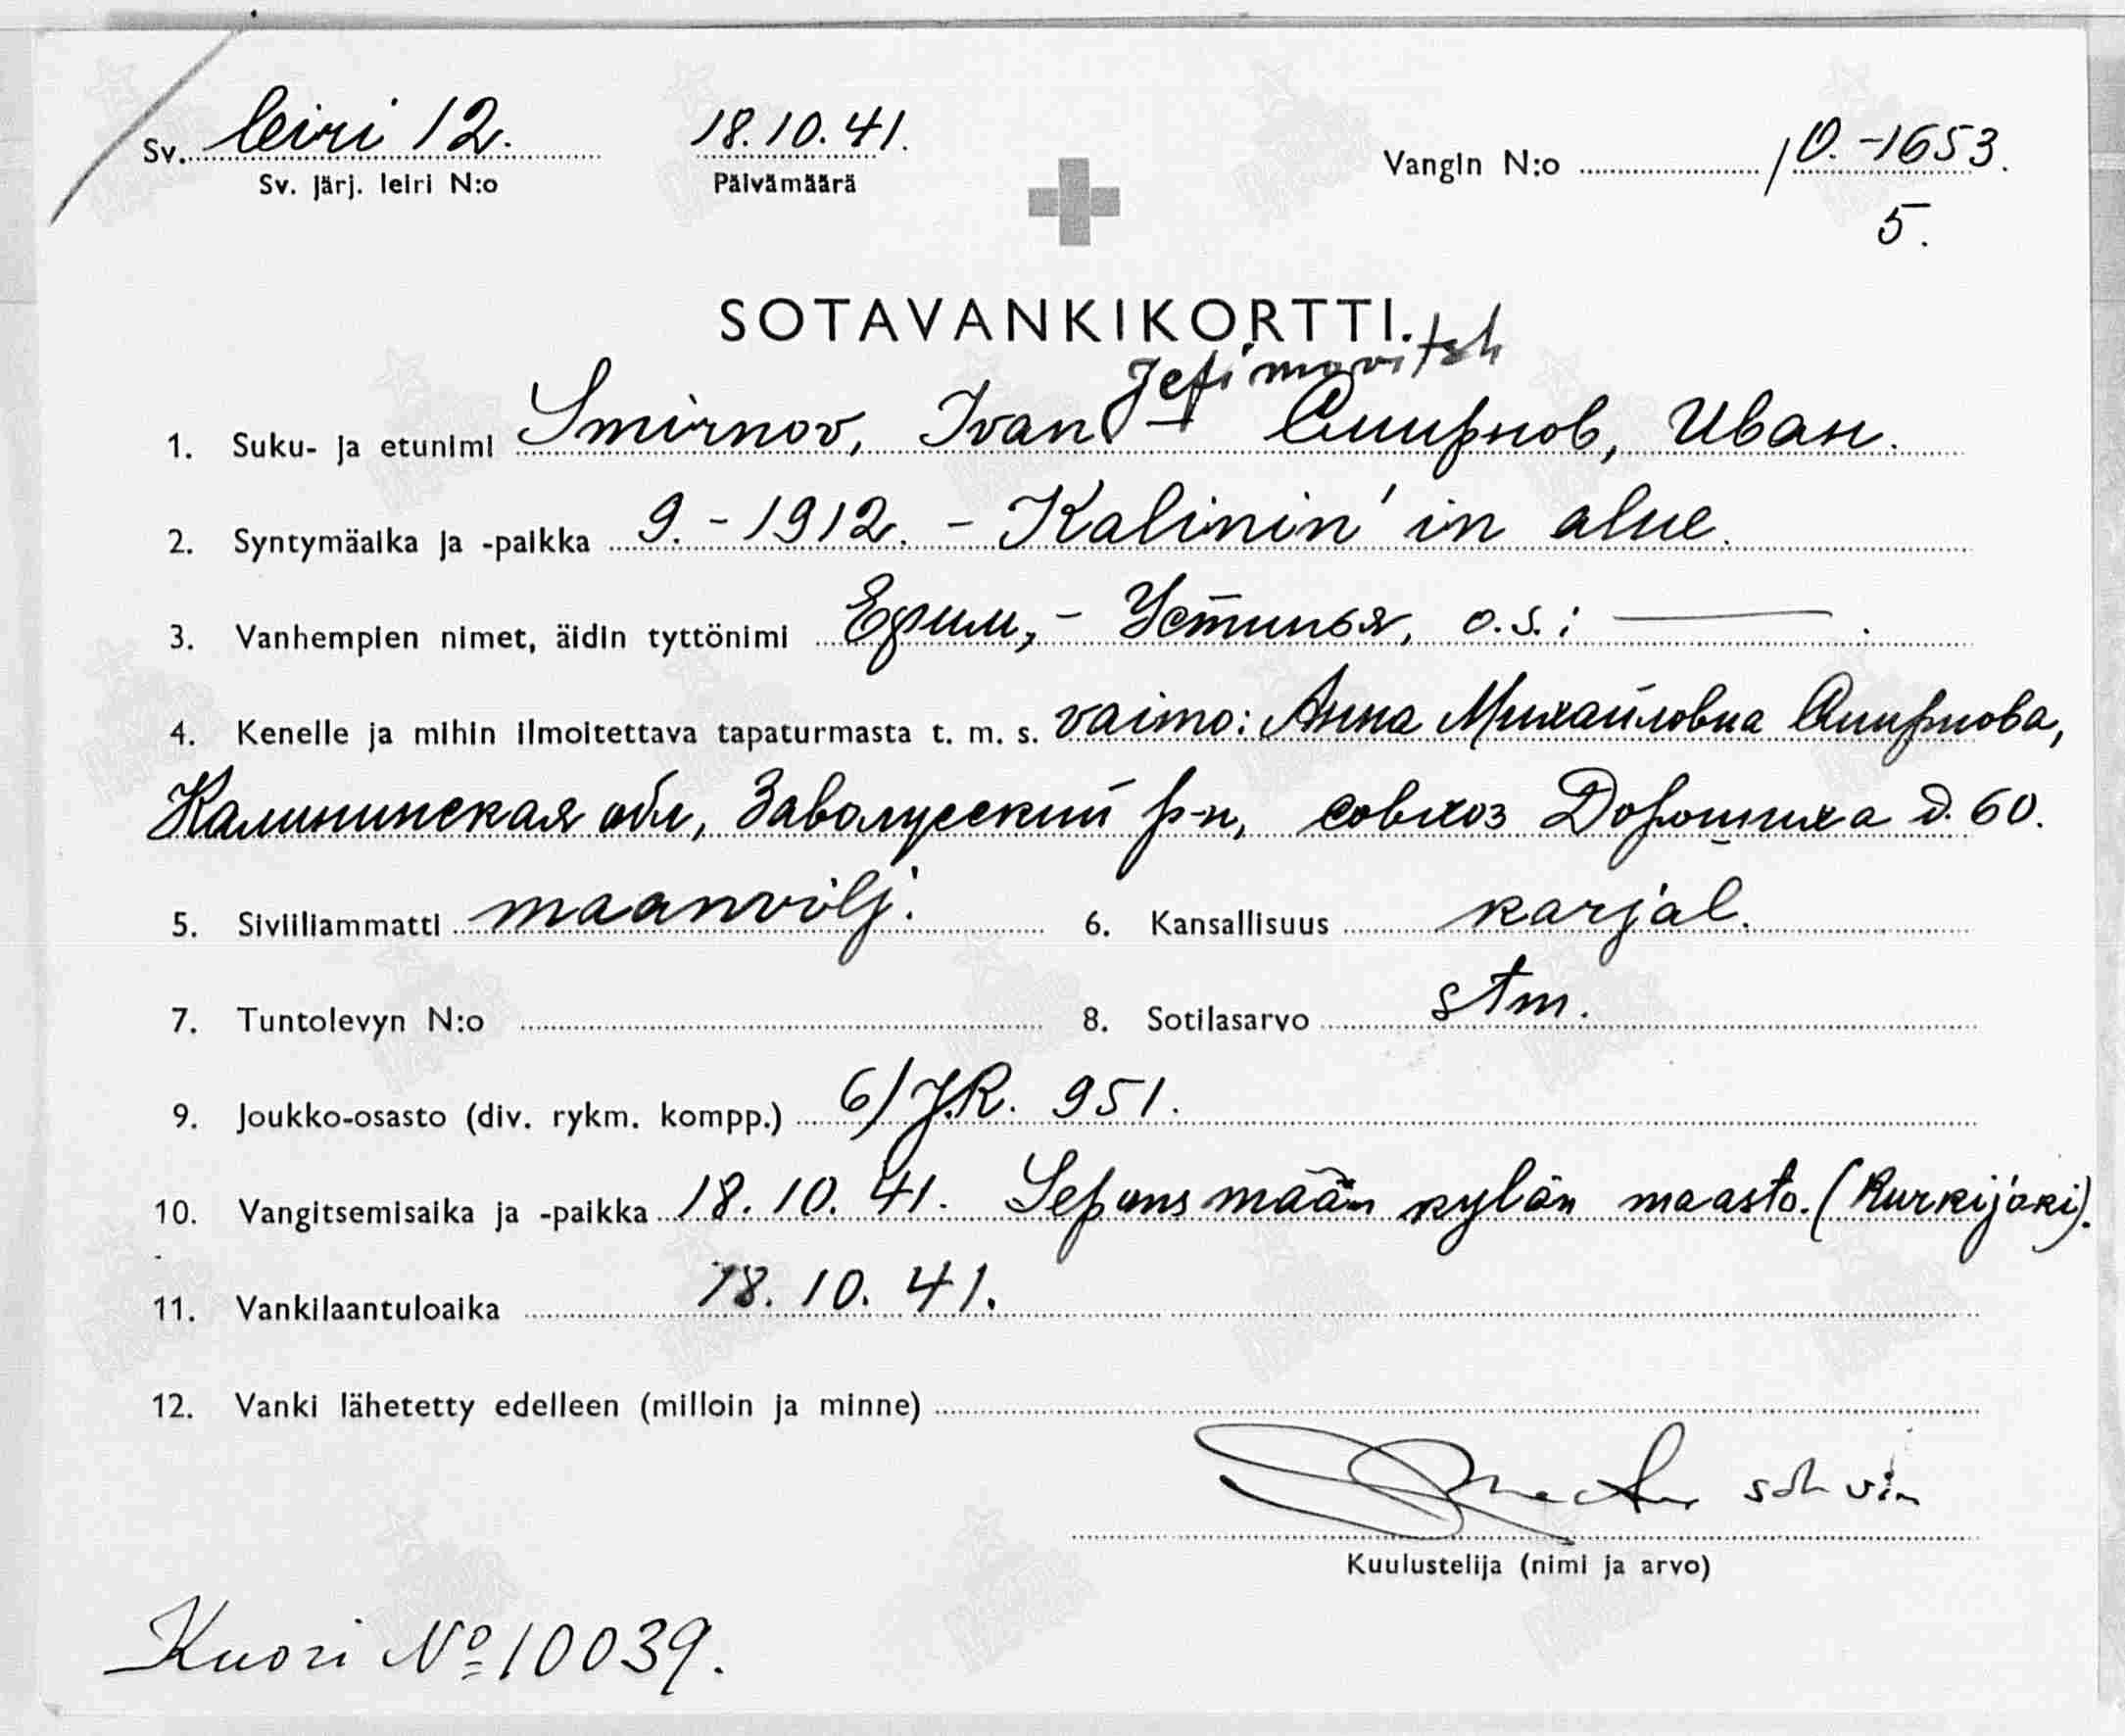 Sv. leiri 12. 18.10.41. Vangin N:o /0.-1653.
Sv. järj. leiri N:o Päivämäärä 5.
SOTAVANKIKORTTI.
Jefimovitsh
1. Suku- ja etunimi Smirnov, Ivan - Смирнов, Иван.
2. Syntymäaika ja -paikka 9.-1912. - Kalinin'in alue.
3. Vanhempien nimet, äidin tyttönimi Ефим, - Устинья, o.s.: —.
4. Kenelle ja mihin ilmoitettava tapaturmasta t. m. s. vaimo: Анна Михайловна Смирнова,
Калининская обл, р-н, совхоз Дорошиха д. 60.
5. Siviiliammatti maanvilj. 6. Kansallisuus karjal.
7. Tuntolevyn N:o 8. Sotilasarvo stm.
9. Joukko-osasto (div. rykm. kompp.) 6/J.R. 951.
10. Vangitsemisaika ja -paikka 18.10.41. kylän maasto. (Kurkijoki).
11. Vankilaantuloaika 18.10.41.
12. Vanki lähetetty edelleen (milloin ja minne)
Kuulustelija (nimi ja arvo)
Kuori Nº 10039.